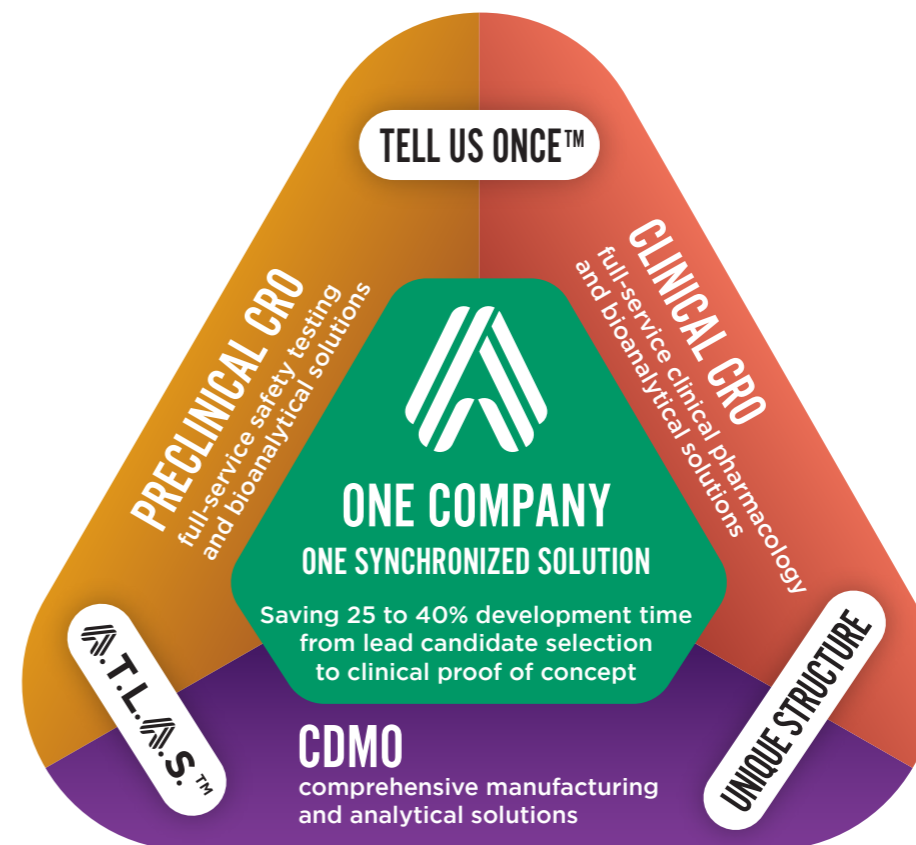 TELL US ONCE™
PRECLINICAL CRO
full-service safety testing
and bioanalytical solutions
CLINICAL CRO
full-service clinical pharmacology
and bioanalytical solutions
ONE COMPANY
ONE SYNCHRONIZED SOLUTION
Saving 25 to 40% development time
from lead candidate selection
to clinical proof of concept
A.T.L.A.S.™
CDMO
comprehensive manufacturing
and analytical solutions
UNIQUE STRUCTURE